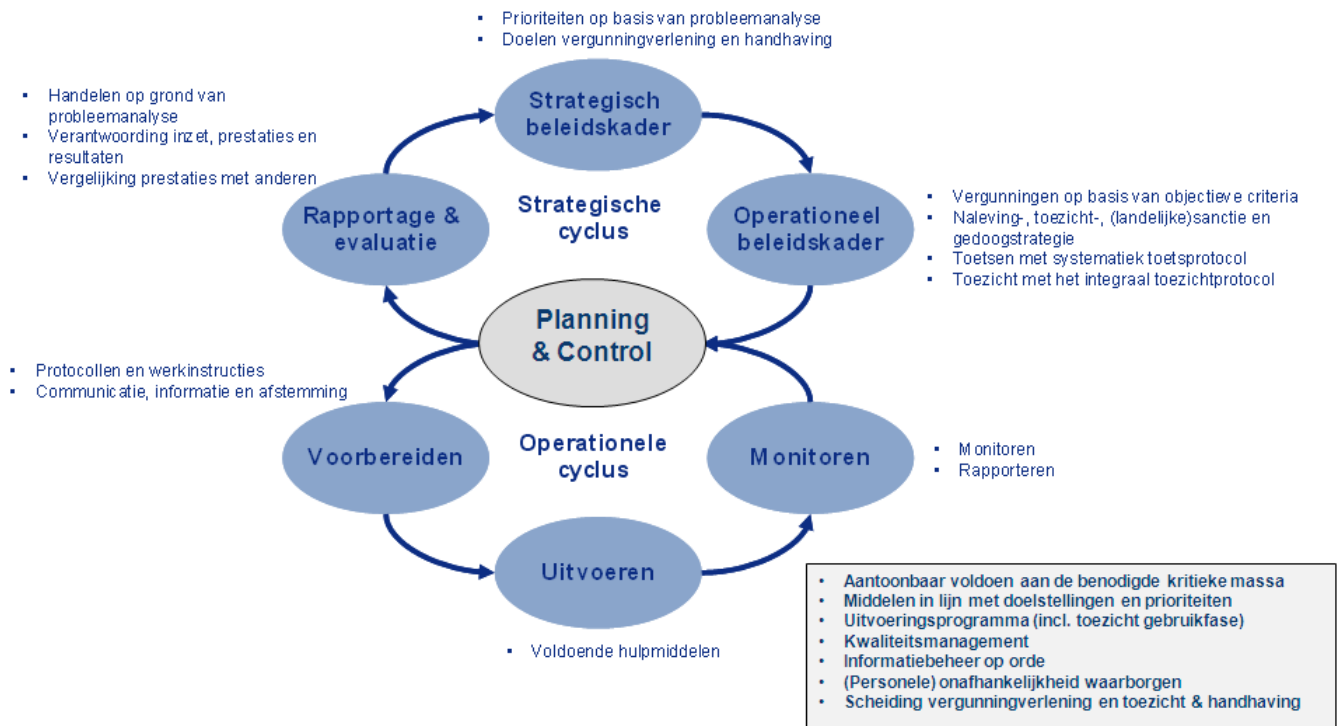 ▪ Prioriteiten op basis van probleemanalyse
▪ Doelen vergunningverlening en handhaving
▪ Handelen op grond van
probleemanalyse
▪ Verantwoording inzet, prestaties en
resultaten
▪ Vergelijking prestaties met anderen
Strategisch
beleidskader
Rapportage &
evaluatie
Strategische
cyclus
Operationeel
beleidskader
▪ Vergunningen op basis van objectieve criteria
▪ Naleving-, toezicht-, (landelijke)sanctie en
gedoogstrategie
▪ Toetsen met systematiek toetsprotocol
▪ Toezicht met het integraal toezichtprotocol
Planning
& Control
▪ Protocollen en werkinstructies
▪ Communicatie, informatie en afstemming
Voorbereiden
Operationele
cyclus
Monitoren
▪ Monitoren
▪ Rapporteren
Uitvoeren
▪ Voldoende hulpmiddelen
• Aantoonbaar voldoen aan de benodigde kritieke massa
• Middelen in lijn met doelstellingen en prioriteiten
• Uitvoeringsprogramma (incl. toezicht gebruikfase)
• Kwaliteitsmanagement
• Informatiebeheer op orde
• (Personele) onafhankelijkheid waarborgen
• Scheiding vergunningverlening en toezicht & handhaving